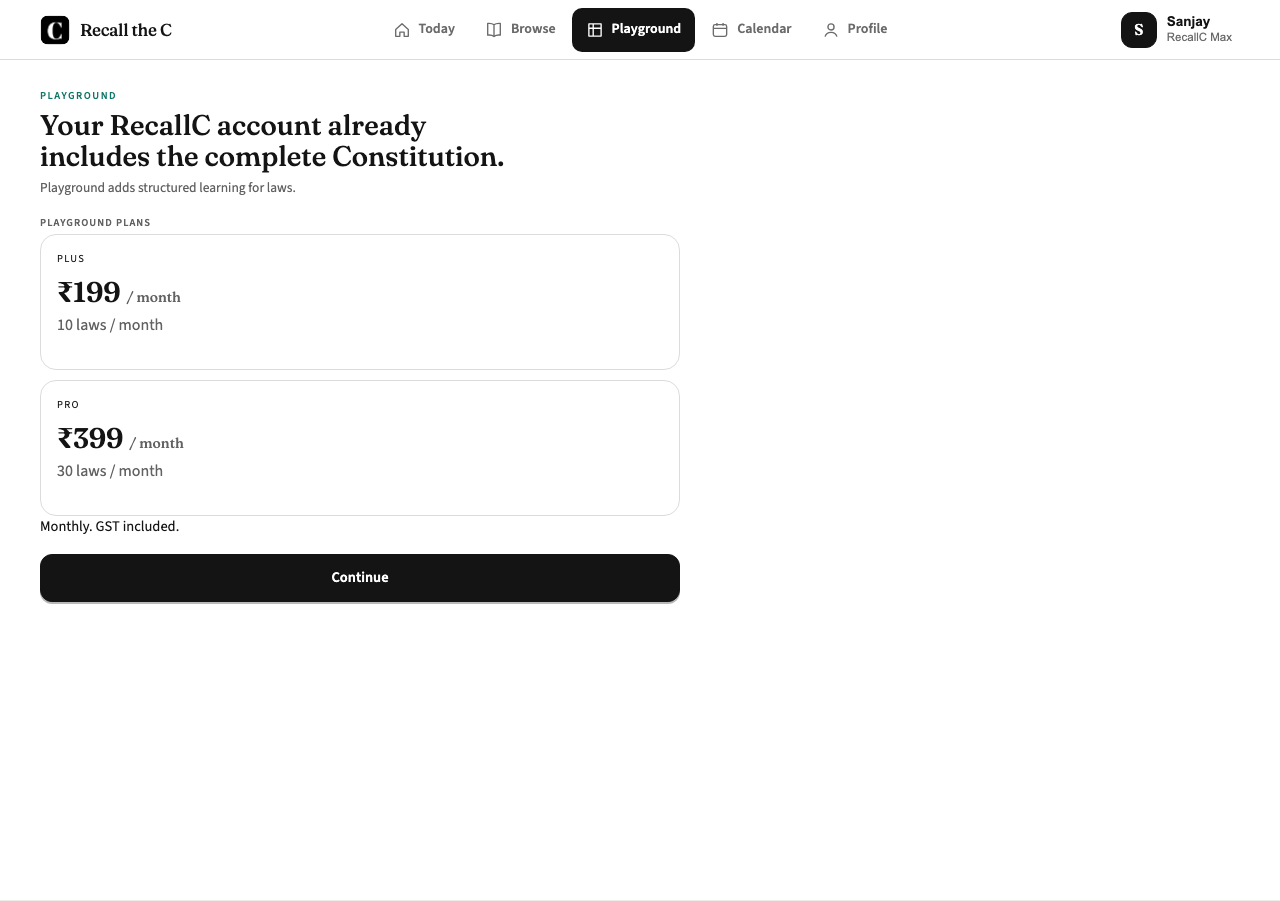 C Recall the C
Today Browse Playground Calendar Profile
S Sanjay
RecallC Max
PLAYGROUND
Your RecallC account already
includes the complete Constitution.
Playground adds structured learning for laws.
PLAYGROUND PLANS
PLUS
₹199 / month
10 laws / month
PRO
₹399 / month
30 laws / month
Monthly. GST included.
Continue